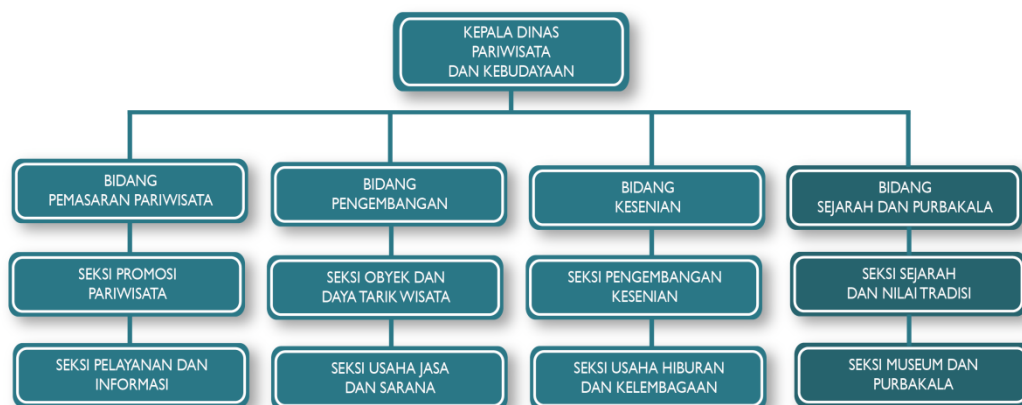 KEPALA DINAS
PARIWISATA
DAN KEBUDAYAAN
BIDANG
PEMASARAN PARIWISATA
BIDANG
PENGEMBANGAN
BIDANG
KESENIAN
BIDANG
SEJARAH DAN PURBAKALA
SEKSI PROMOSI
PARIWISATA
SEKSI OBYEK DAN
DAYA TARIK WISATA
SEKSI PENGEMBANGAN
KESENIAN
SEKSI SEJARAH
DAN NILAI TRADISI
SEKSI PELAYANAN DAN
INFORMASI
SEKSI USAHA JASA
DAN SARANA
SEKSI USAHA HIBURAN
DAN KELEMBAGAAN
SEKSI MUSEUM DAN
PURBAKALA